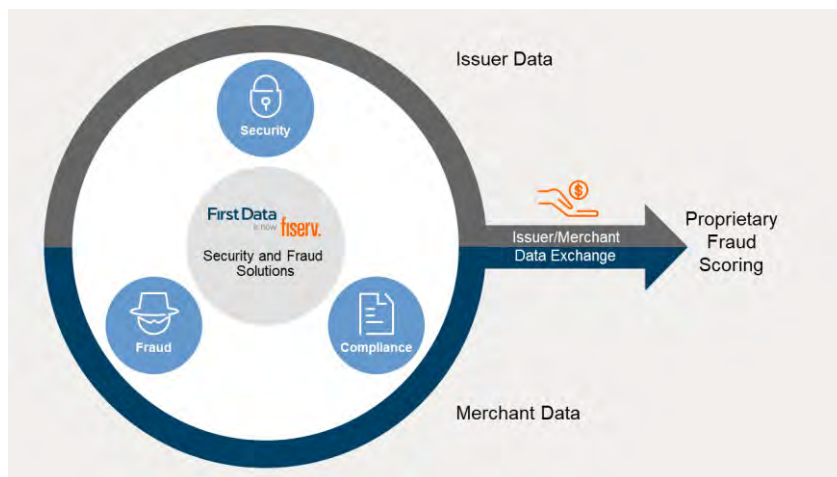 Issuer Data
Security
First Data
is now fiserv.
Security and Fraud
Solutions
$
Issuer/Merchant
Data Exchange
Proprietary
Fraud
Scoring
Fraud
Compliance
Merchant Data